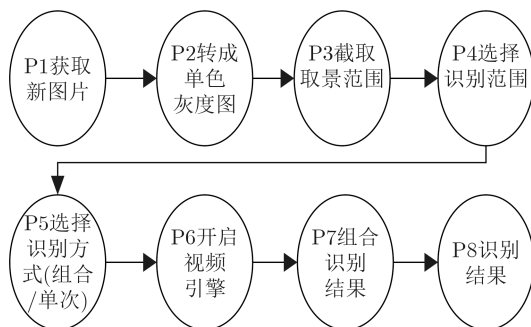 P1获取
新图片
P2转成
单色
灰度图
P3截取
取景范围
P4选择
识别范围
P5选择
识别方
式(组合
/单次)
P6开启
视频
引擎
P7组合
识别
结果
P8识别
结果